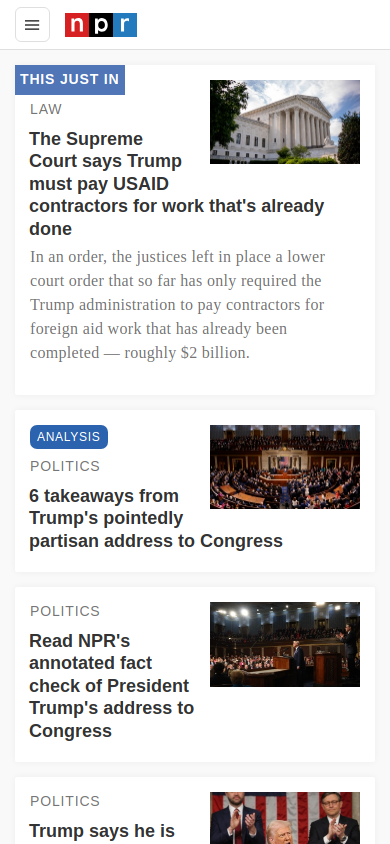 npr
THIS JUST IN
LAW
The Supreme
Court says Trump
must pay USAID
contractors for work that's already
done
In an order, the justices left in place a lower
court order that so far has only required the
Trump administration to pay contractors for
foreign aid work that has already been
completed — roughly $2 billion.
ANALYSIS
POLITICS
6 takeaways from
Trump's pointedly
partisan address to Congress
POLITICS
Read NPR's
annotated fact
check of President
Trump's address to
Congress
POLITICS
Trump says he is